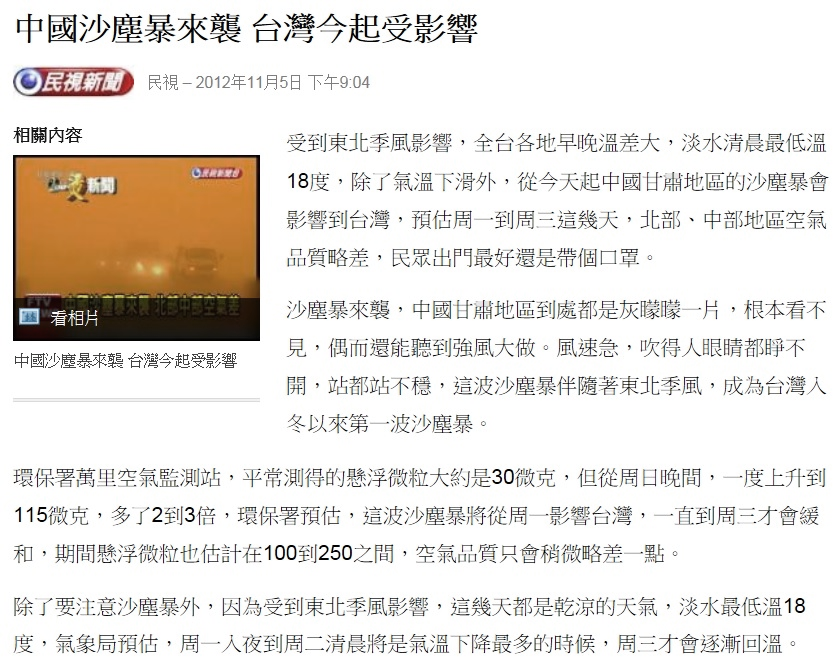 中國沙塵暴來襲 台灣今起受影響
民視新聞 民視 – 2012年11月5日 下午9:04
相關內容
新聞
民視新聞台
看相片
中國沙塵暴來襲 台灣今起受影響
受到東北季風影響，全台各地早晚溫差大，淡水清晨最低溫
18度，除了氣溫下滑外，從今天起中國甘肅地區的沙塵暴會
影響到台灣，預估周一到周三這幾天，北部、中部地區空氣
品質略差，民眾出門最好還是帶個口罩。
沙塵暴來襲，中國甘肅地區到處都是灰矇矇一片，根本看不
見，偶而還能聽到強風大做。風速急，吹得人眼睛都睜不
開，站都站不穩，這波沙塵暴伴隨著東北季風，成為台灣入
冬以來第一波沙塵暴。
環保署萬里空氣監測站，平常測得的懸浮微粒大約是30微克，但從周日晚間，一度上升到
115微克，多了2到3倍，環保署預估，這波沙塵暴將從周一影響台灣，一直到周三才會緩
和，期間懸浮微粒也估計在100到250之間，空氣品質只會稍微略差一點。
除了要注意沙塵暴外，因為受到東北季風影響，這幾天都是乾涼的天氣，淡水最低溫18
度，氣象局預估，周一入夜到周二清晨將是氣溫下降最多的時候，周三才會逐漸回溫。